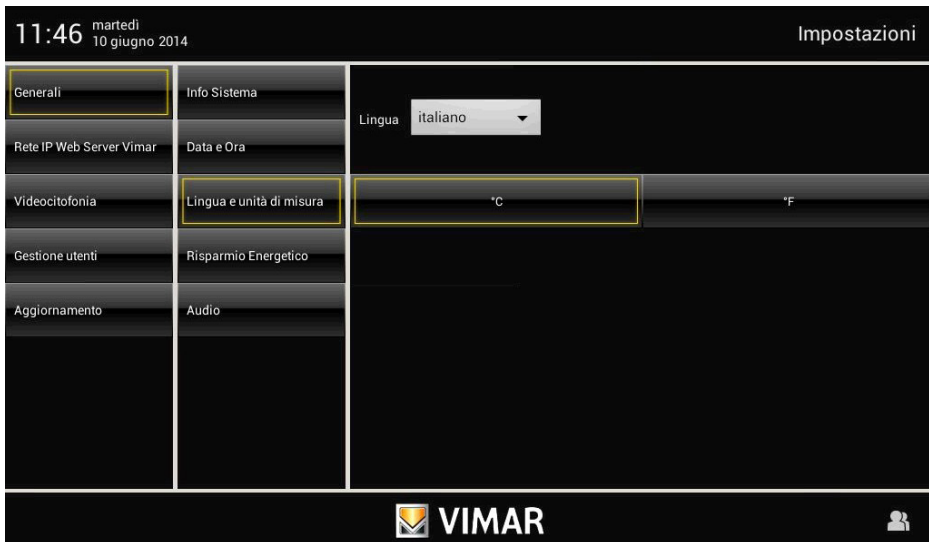 11:46
martedì
10 giugno 2014
Impostazioni
Generali
Rete IP Web Server Vimar
Videocitofonia
Gestione utenti
Aggiornamento
Info Sistema
Data e Ora
Lingua e unità di misura
Risparmio Energetico
Audio
Lingua
italiano
°C
°F
VIMAR